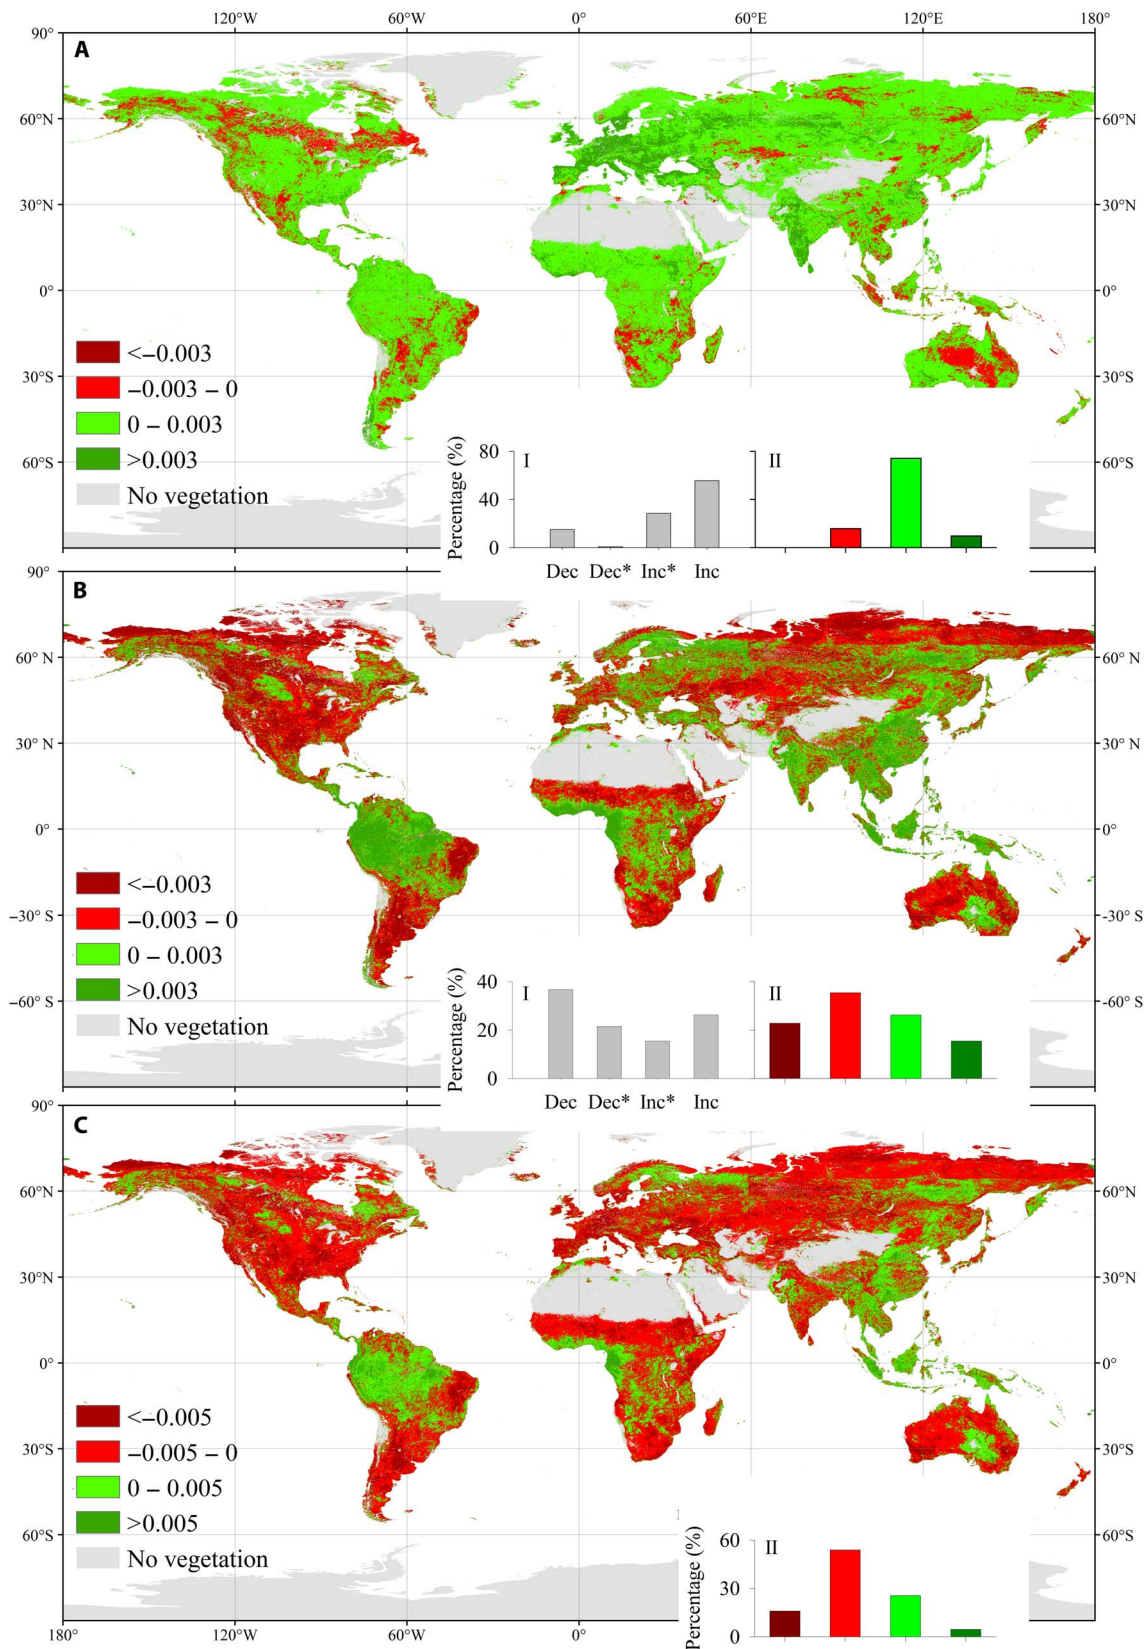 120°W 60°W 0° 60°E 120°E 180°
90°
A
60°N 60°N
30°N 30°N
0° 0°
<-0.003
-0.003 – 0
30°S 30°S
0 – 0.003
>0.003
60°S 60°S
No vegetation
Percentage (%)
80
40
0
I
II
Dec Dec* Inc* Inc
90°
B
60° N 60° N
30° N 30° N
0° 0°
<-0.003
-0.003 – 0
-30° S -30° S
0 – 0.003
>0.003
-60° S -60° S
No vegetation
Percentage (%)
40
20
0
I
II
Dec Dec* Inc* Inc
90°
C
60°N 60°N
30°N 30°N
0° 0°
<-0.005
-0.005 – 0
30°S 30°S
0 – 0.005
>0.005
60°S 60°S
No vegetation
Percentage (%)
60
30
0
II
180° 120°W 60°W 0° 60°E 120°E